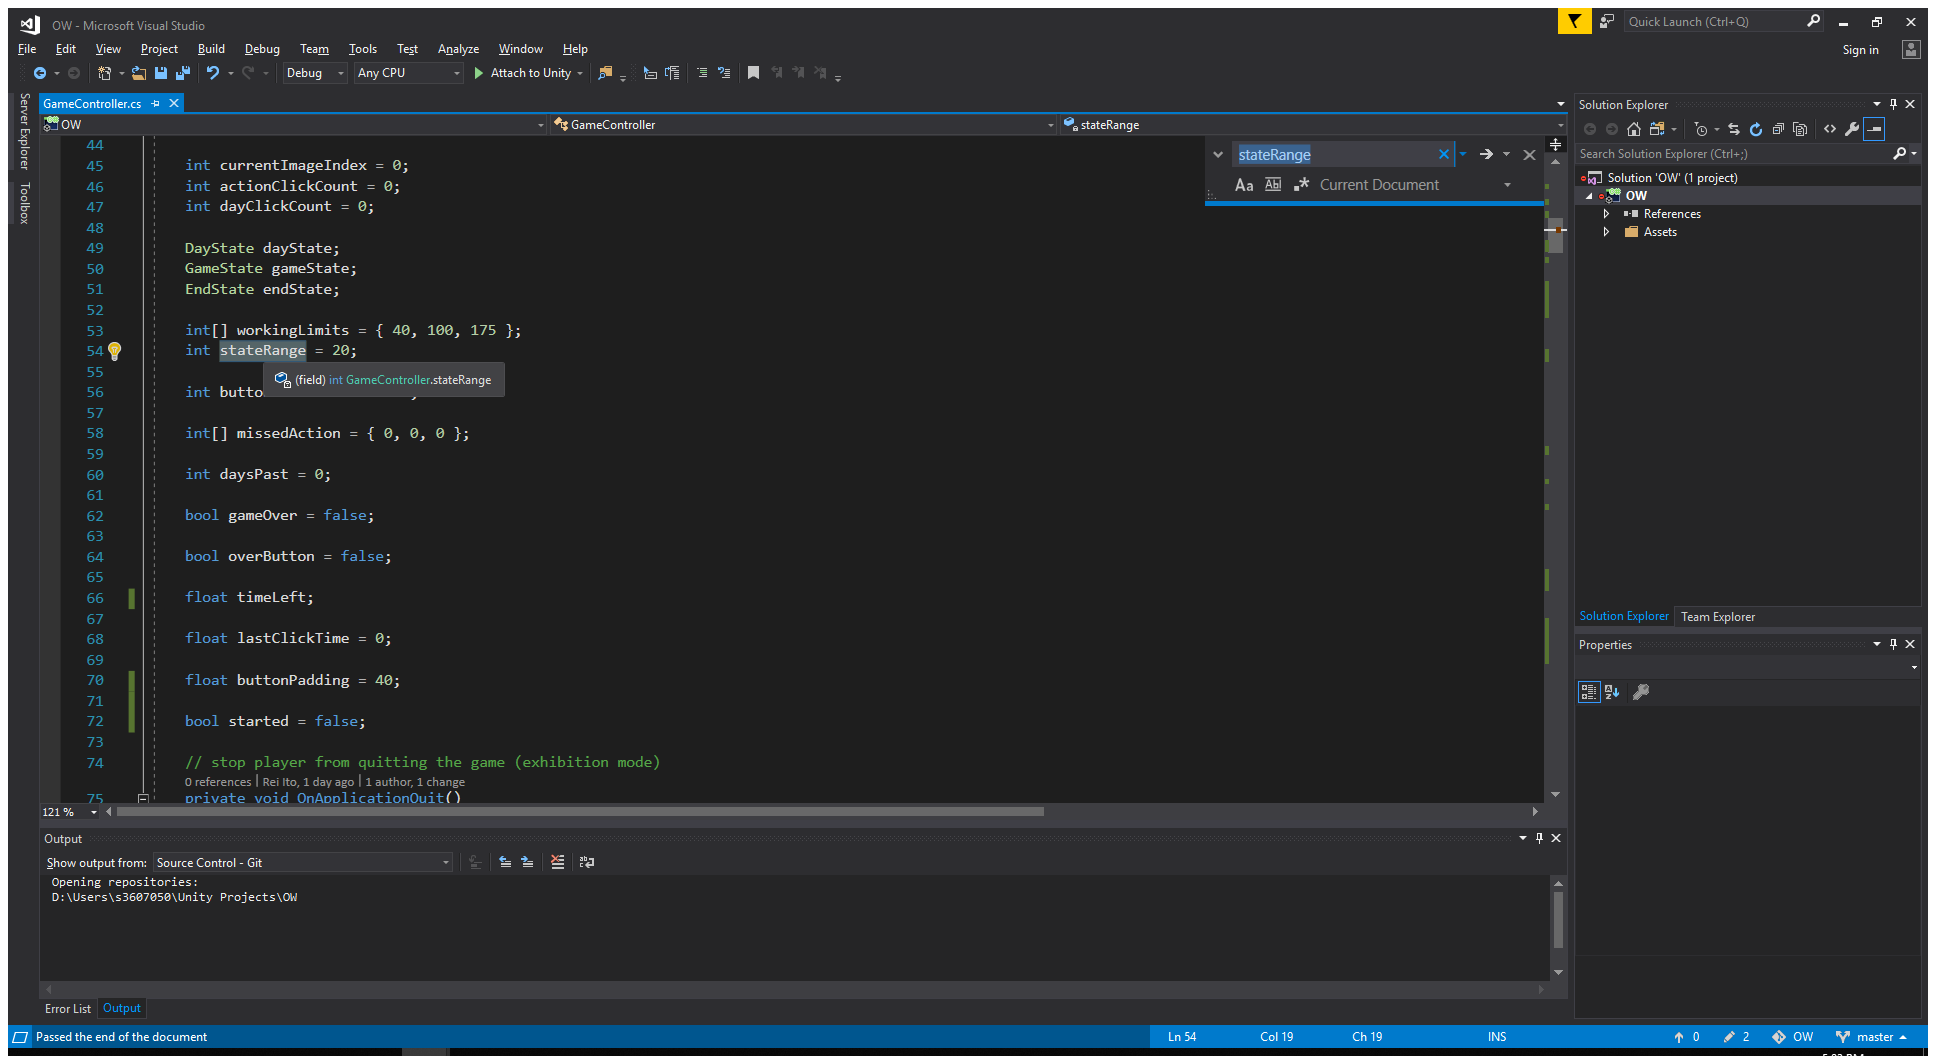 OW - Microsoft Visual Studio
Quick Launch (Ctrl+Q)
File Edit View Project Build Debug Team Tools Test Analyze Window Help
Sign in
Debug Any CPU Attach to Unity
Server Explorer
Toolbox
GameController.cs
OW GameController stateRange
stateRange
Aa Abl Current Document
44
45 int currentImageIndex = 0;
46 int actionClickCount = 0;
47 int dayClickCount = 0;
48
49 DayState dayState;
50 GameState gameState;
51 EndState endState;
52
53 int[] workingLimits = { 40, 100, 175 };
54 int stateRange = 20;
55
(field) int GameController.stateRange
56 int butto
57
58 int[] missedAction = { 0, 0, 0 };
59
60 int daysPast = 0;
61
62 bool gameOver = false;
63
64 bool overButton = false;
65
66 float timeLeft;
67
68 float lastClickTime = 0;
69
70 float buttonPadding = 40;
71
72 bool started = false;
73
74 // stop player from quitting the game (exhibition mode)
0 references | Rei Ito, 1 day ago | 1 author, 1 change
75 private void OnApplicationQuit()
121 %
Output
Show output from: Source Control - Git
Opening repositories:
D:\Users\s3607050\Unity Projects\OW
Error List Output
Solution Explorer
Search Solution Explorer (Ctrl+;)
Solution 'OW' (1 project)
OW
References
Assets
Solution Explorer Team Explorer
Properties
Passed the end of the document Ln 54 Col 19 Ch 19 INS 0 2 OW master